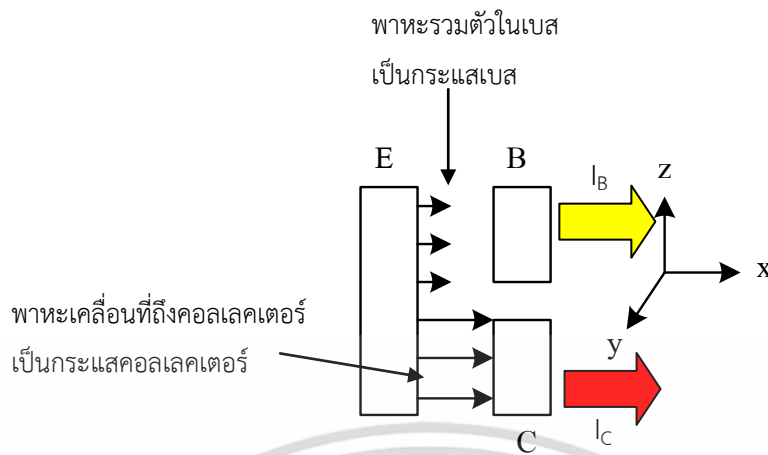 พาหะรวมตัวในเบส
เป็นกระแสเบส
E
B
I_B
z
x
พาหะเคลื่อนที่ถึงคอลเลคเตอร์
เป็นกระแสคอลเลคเตอร์
y
I_C
C